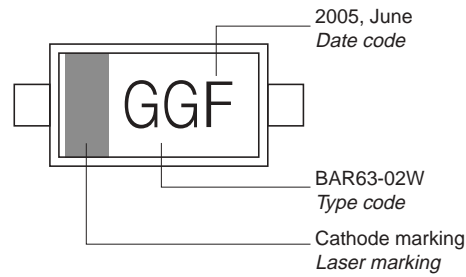 2005, June
Date code
GGF
BAR63-02W
Type code
Cathode marking
Laser marking